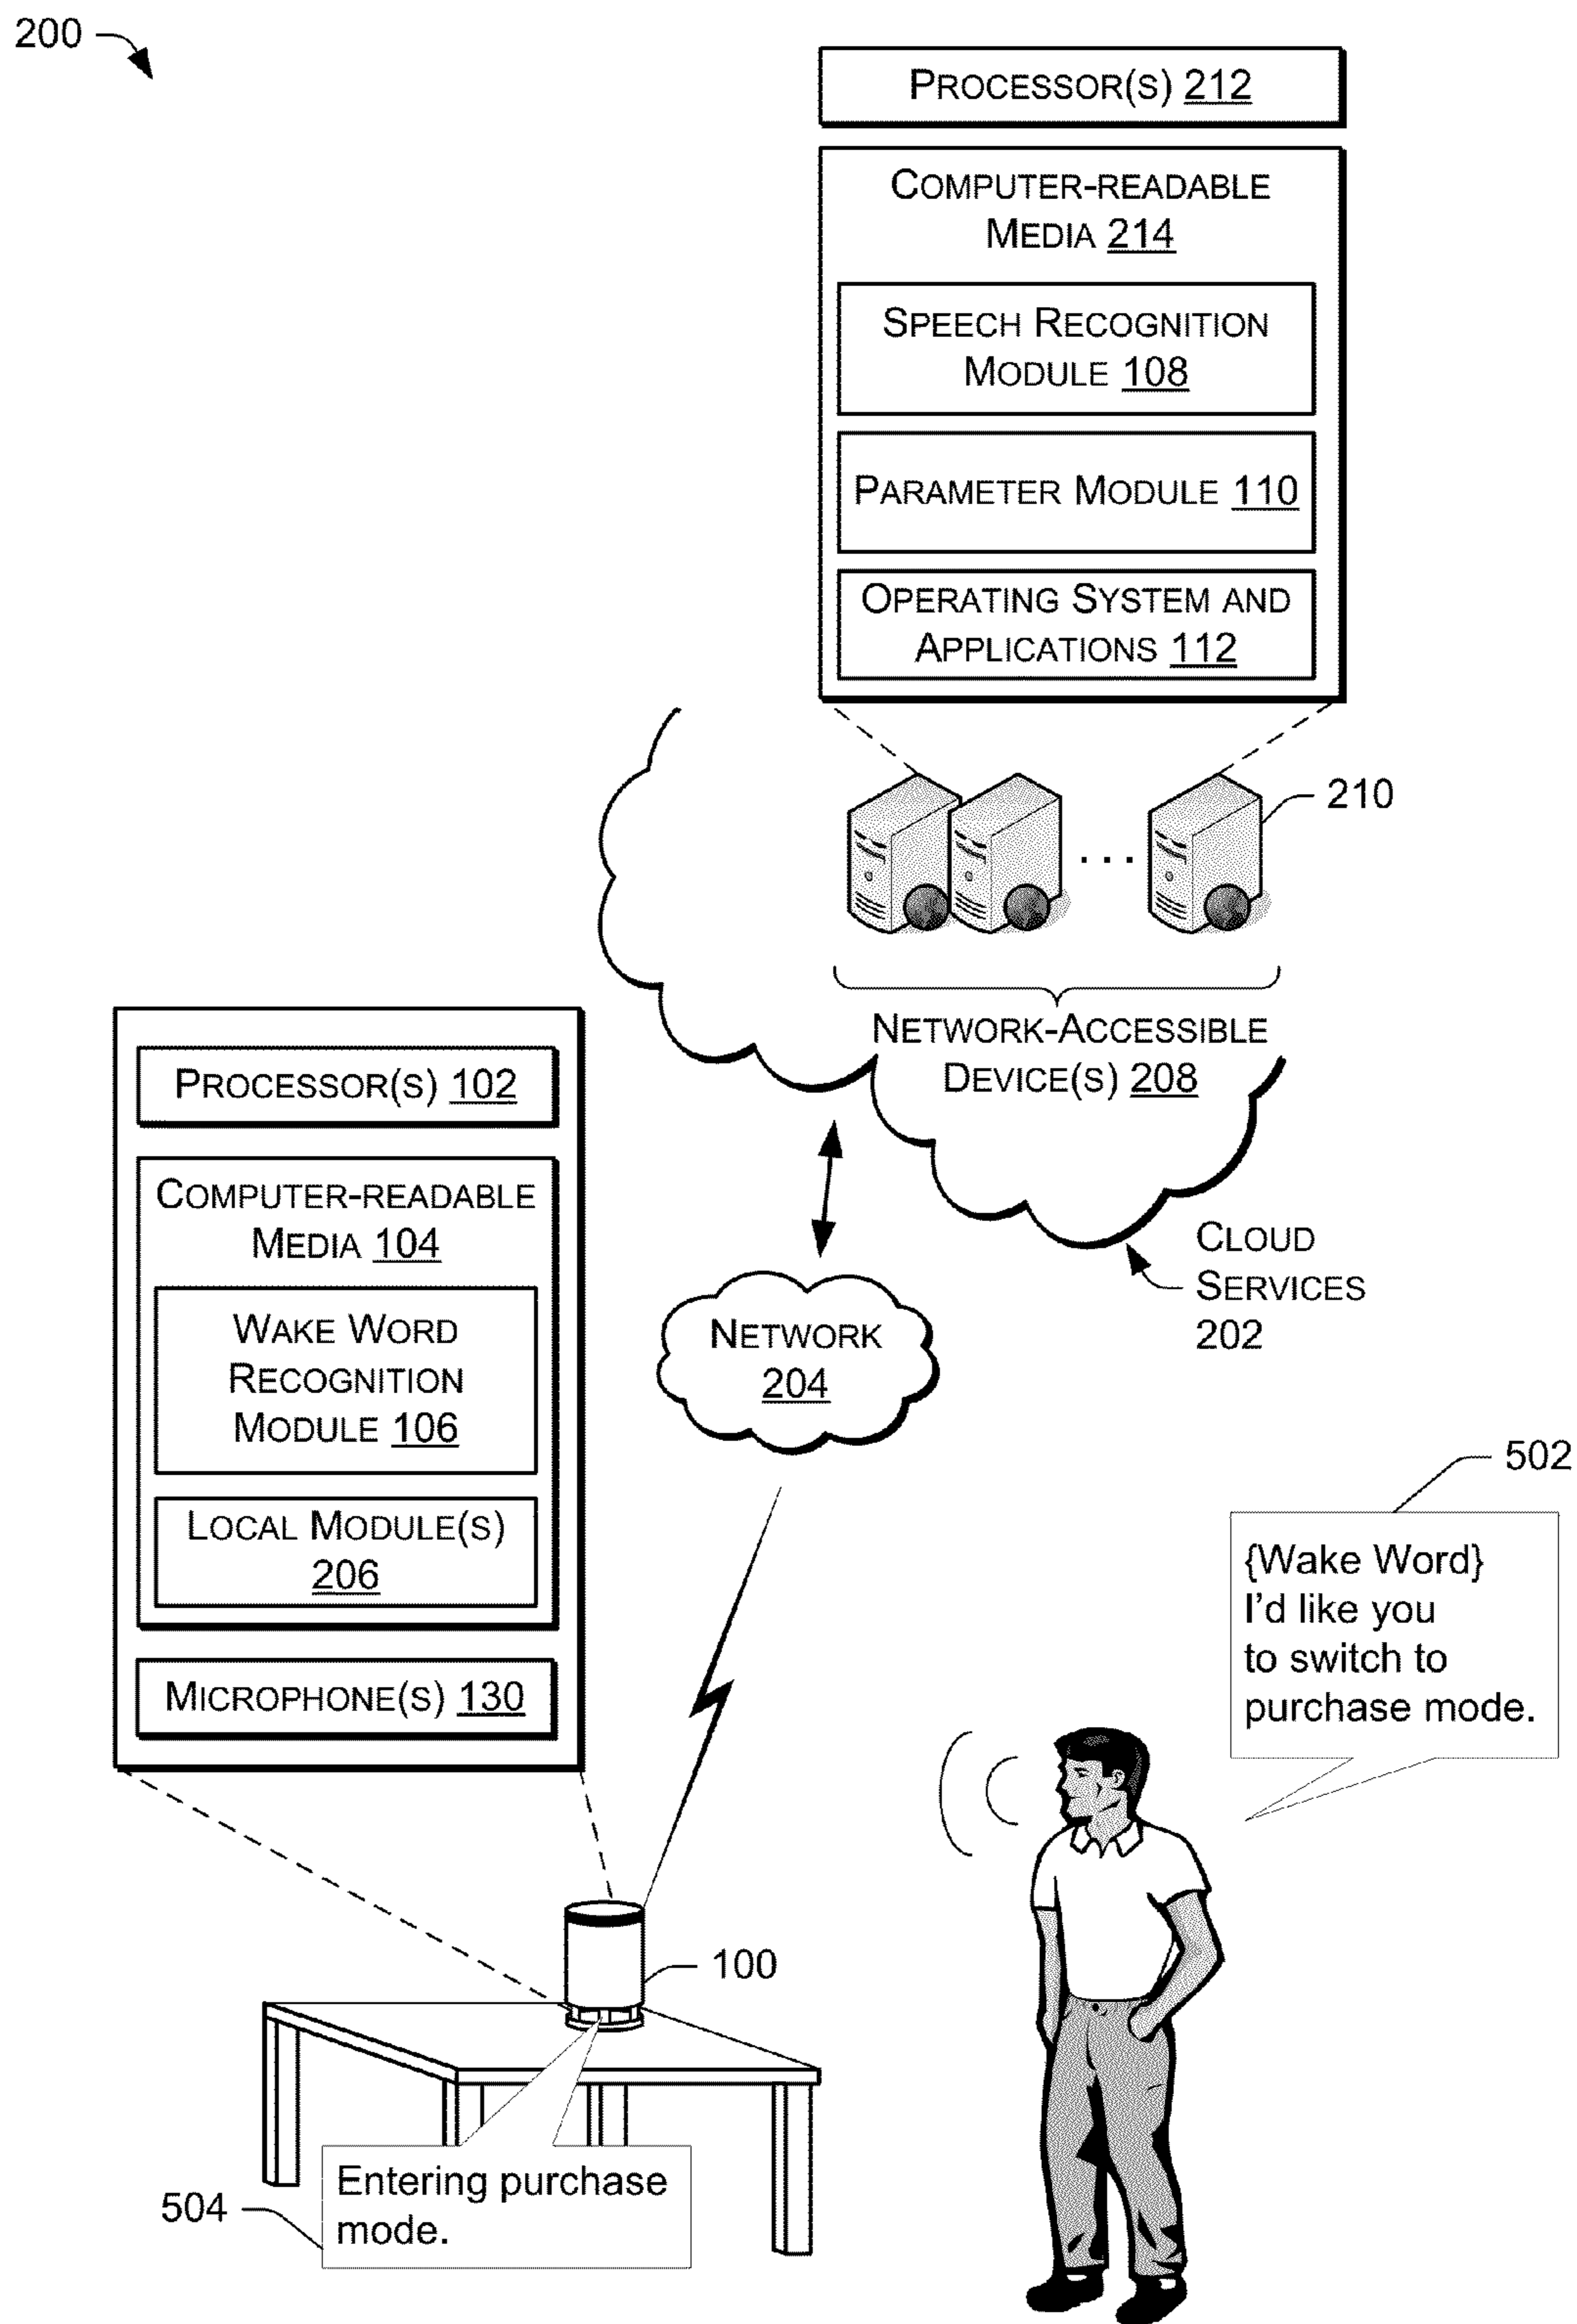 200
PROCESSOR(S) 212
COMPUTER-READABLE
MEDIA 214
SPEECH RECOGNITION
MODULE 108
PARAMETER MODULE 110
OPERATING SYSTEM AND
APPLICATIONS 112
210
NETWORK-ACCESSIBLE
DEVICE(S) 208
CLOUD
SERVICES
202
NETWORK
204
PROCESSOR(S) 102
COMPUTER-READABLE
MEDIA 104
WAKE WORD
RECOGNITION
MODULE 106
LOCAL MODULE(S)
206
MICROPHONE(S) 130
502
{Wake Word}
I'd like you
to switch to
purchase mode.
100
504
Entering purchase
mode.